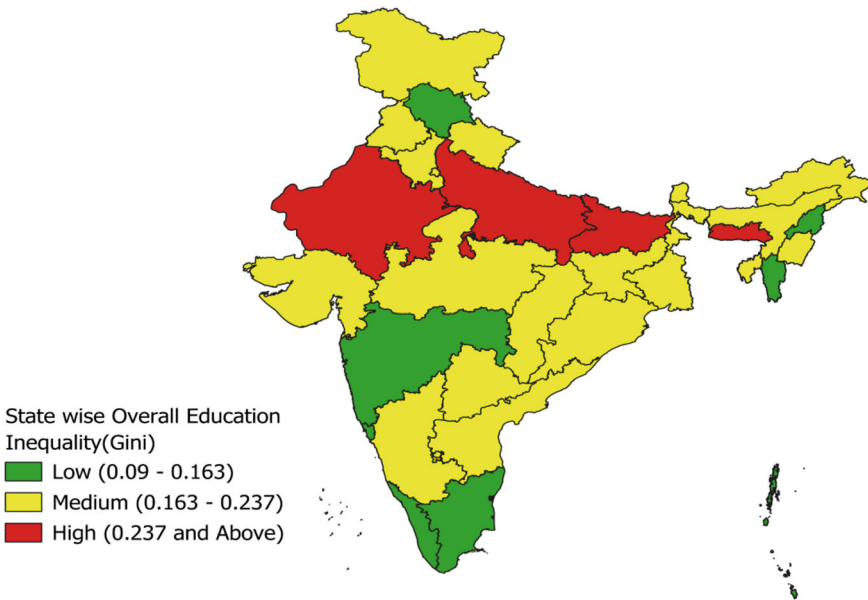 State wise Overall Education
Inequality(Gini)
Low (0.09 - 0.163)
Medium (0.163 - 0.237)
High (0.237 and Above)